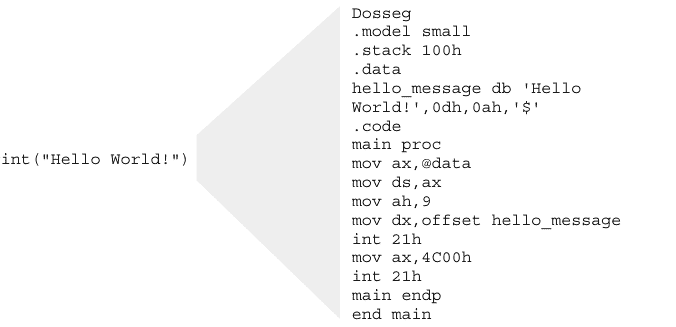 int("Hello World!")
Dosseg
.model small
.stack 100h
.data
hello_message db 'Hello
World!',0dh,0ah,'$'
.code
main proc
mov ax,@data
mov ds,ax
mov ah,9
mov dx,offset hello_message
int 21h
mov ax,4C00h
int 21h
main endp
end main